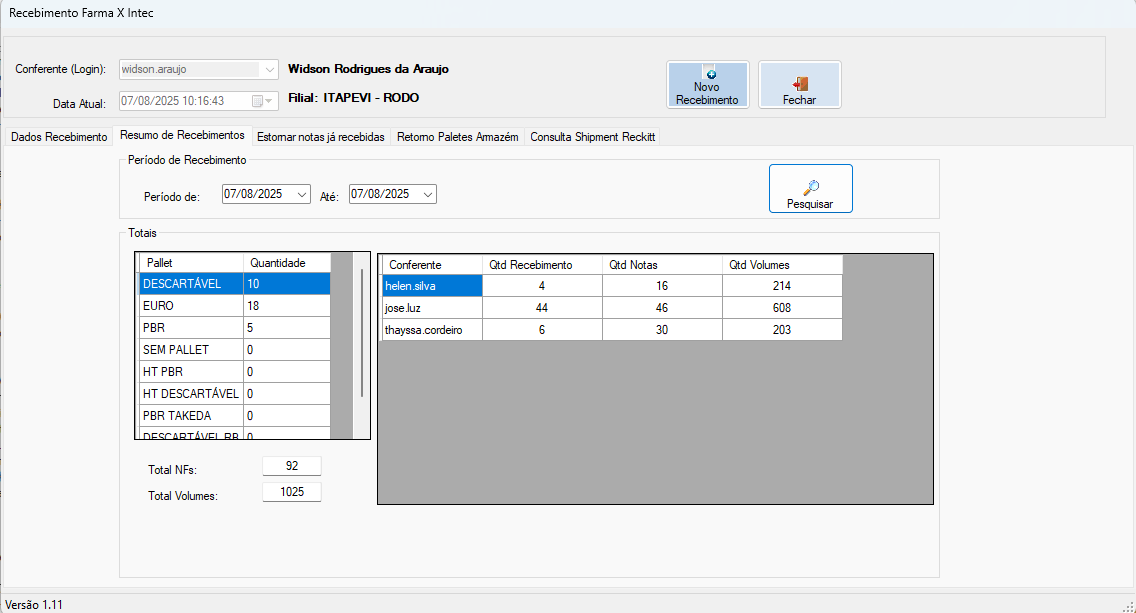 Recebimento Farma X Intec
Conferente (Login): widson.araujo Widson Rodrigues da Araujo
Data Atual: 07/08/2025 10:16:43 Filial: ITAPEVI - RODO
Novo Recebimento
Fechar
Dados Recebimento Resumo de Recebimentos Estornar notas já recebidas Retorno Paletes Armazém Consulta Shipment Reckitt
Período de Recebimento
Período de: 07/08/2025 Até: 07/08/2025
Pesquisar
Totais
Pallet Quantidade
DESCARTÁVEL 10
EURO 18
PBR 5
SEM PALLET 0
HT PBR 0
HT DESCARTÁVEL 0
PBR TAKEDA 0
DESCARTÁVEL RB 0
Conferente Qtd Recebimento Qtd Notas Qtd Volumes
helen.silva 4 16 214
jose.luz 44 46 608
thayssa.cordeiro 6 30 203
Total NFs: 92
Total Volumes: 1025
Versão 1.11